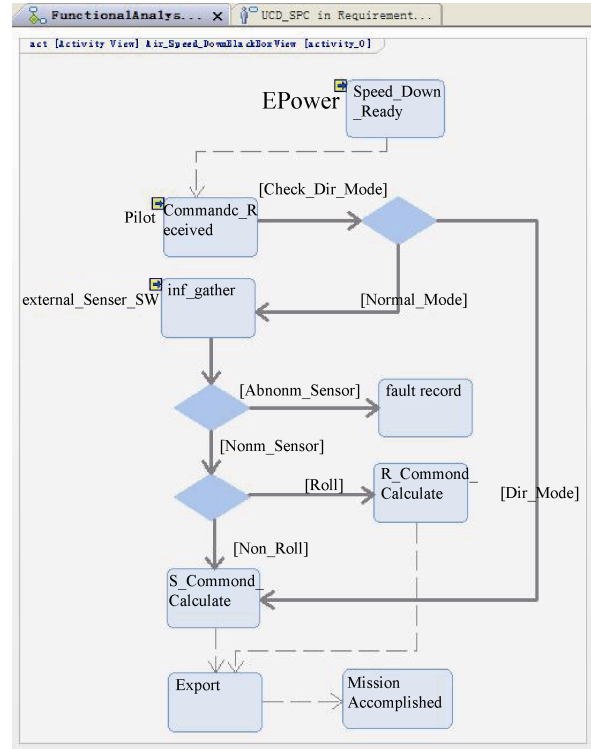 FunctionalAnalys... X
UCD_SPC in Requirement...
act [Activity View] Air_Speed_DownBlackBoxView [activity_0]
EPower
Speed_Down
_Ready
[Check_Dir_Mode]
Pilot
Commandc_R
eceived
external_Senser_SW
inf_gather
[Normal_Mode]
[Abnonm_Sensor]
fault record
[Nonm_Sensor]
[Roll]
R_Commond_
Calculate
[Dir_Mode]
[Non_Roll]
S_Commond_
Calculate
Export
Mission
Accomplished